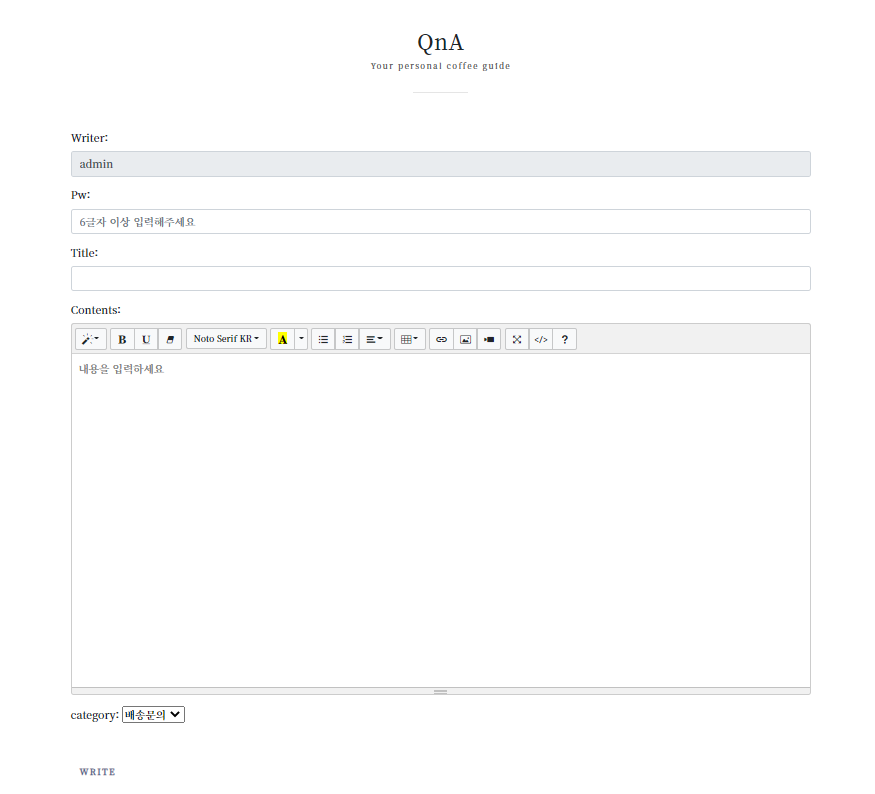 QnA
Your personal coffee guide
Writer:
admin
Pw:
6글자 이상 입력해주세요
Title:
Contents:
B U Noto Serif KR A </> ?
내용을 입력하세요
category: 배송문의
WRITE